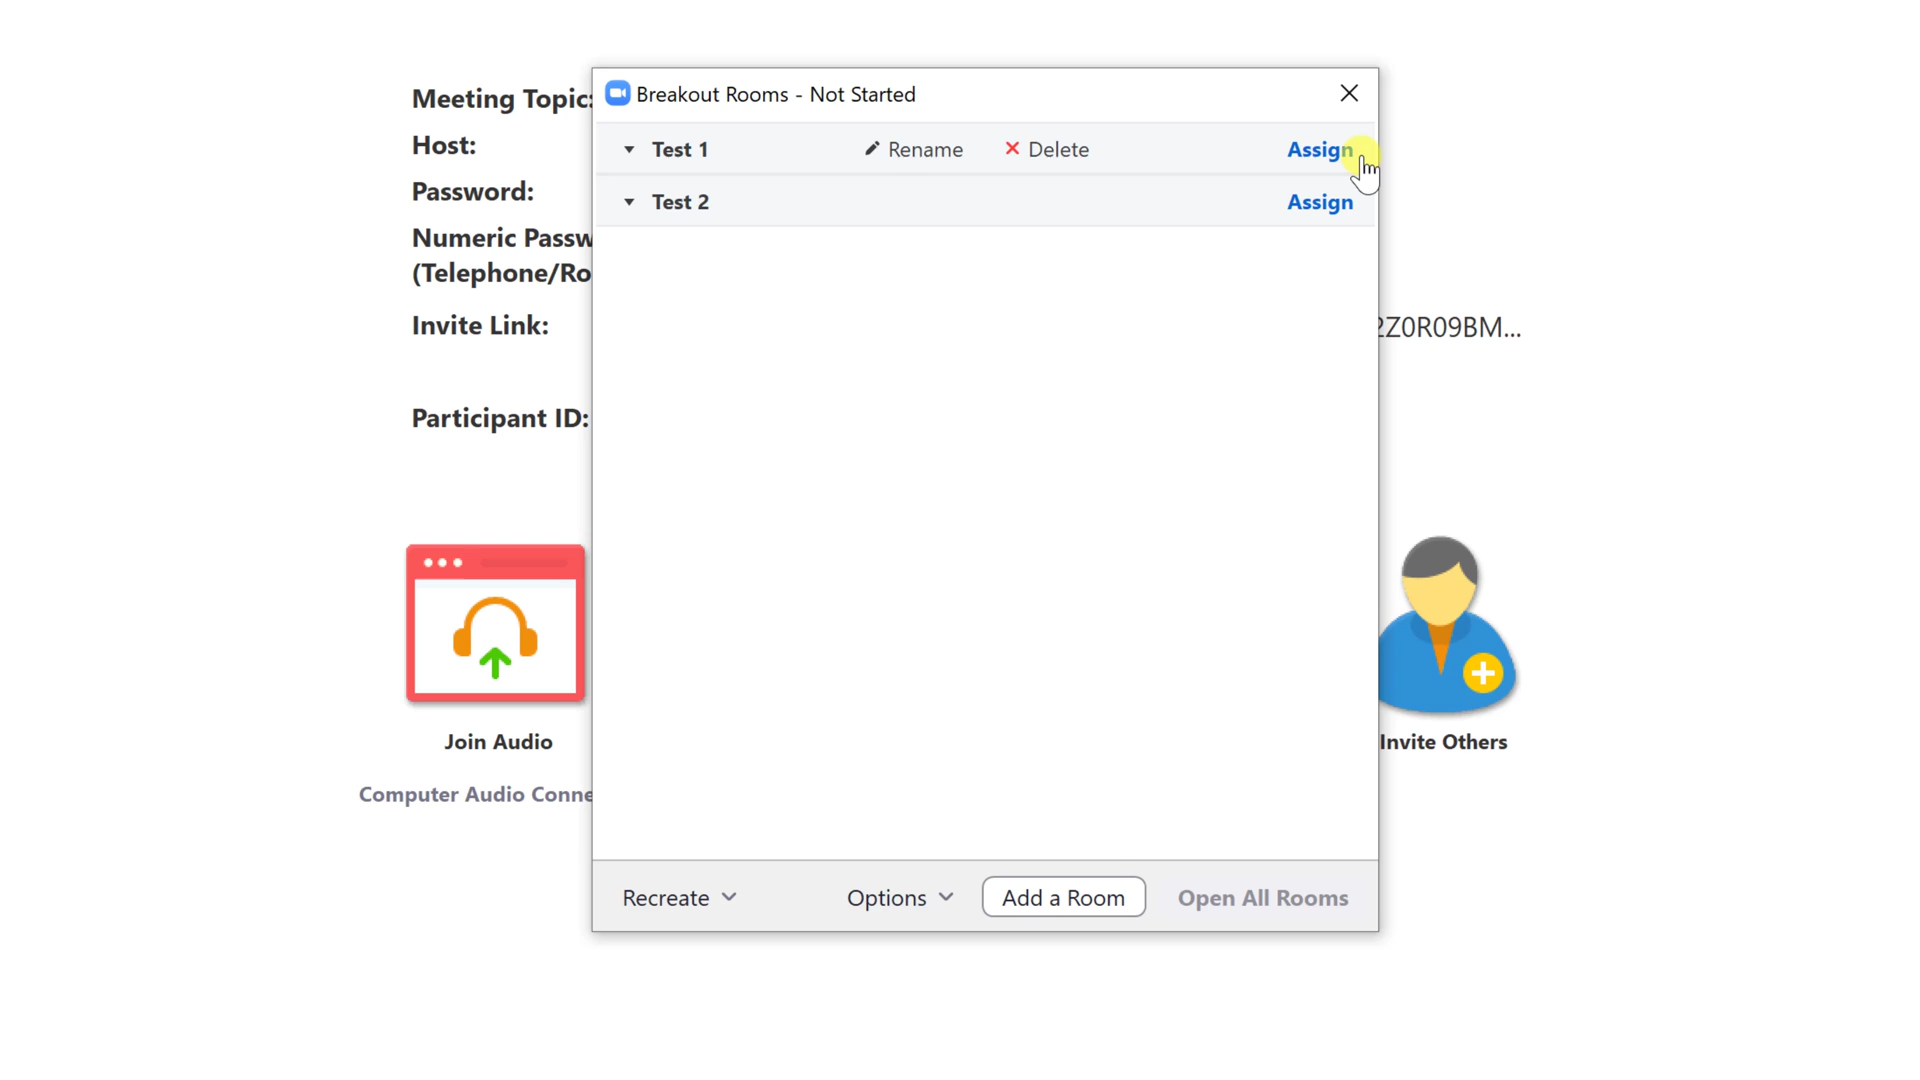 Breakout Rooms - Not Started
Meeting Topic:
Test 1 Rename Delete Assign
Host:
Password:
Test 2 Assign
Numeric Passw
(Telephone/Ro
Invite Link:
2Z0R09BM...
Participant ID:
Join Audio
Invite Others
Computer Audio Conne
Recreate Options Add a Room Open All Rooms